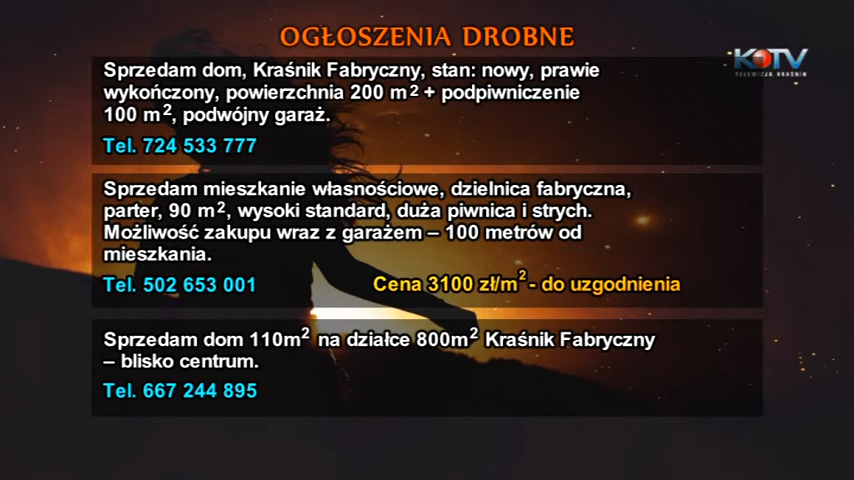 OGŁOSZENIA DROBNE
KOTV
TELEWIZJA KRAŚNIK
Sprzedam dom, Kraśnik Fabryczny, stan: nowy, prawie
wykończony, powierzchnia 200 m² + podpiwniczenie
100 m², podwójny garaż.
Tel. 724 533 777
Sprzedam mieszkanie własnościowe, dzielnica fabryczna,
parter, 90 m², wysoki standard, duża piwnica i strych.
Możliwość zakupu wraz z garażem – 100 metrów od
mieszkania.
Tel. 502 653 001 Cena 3100 zł/m² - do uzgodnienia
Sprzedam dom 110m² na działce 800m² Kraśnik Fabryczny
– blisko centrum.
Tel. 667 244 895